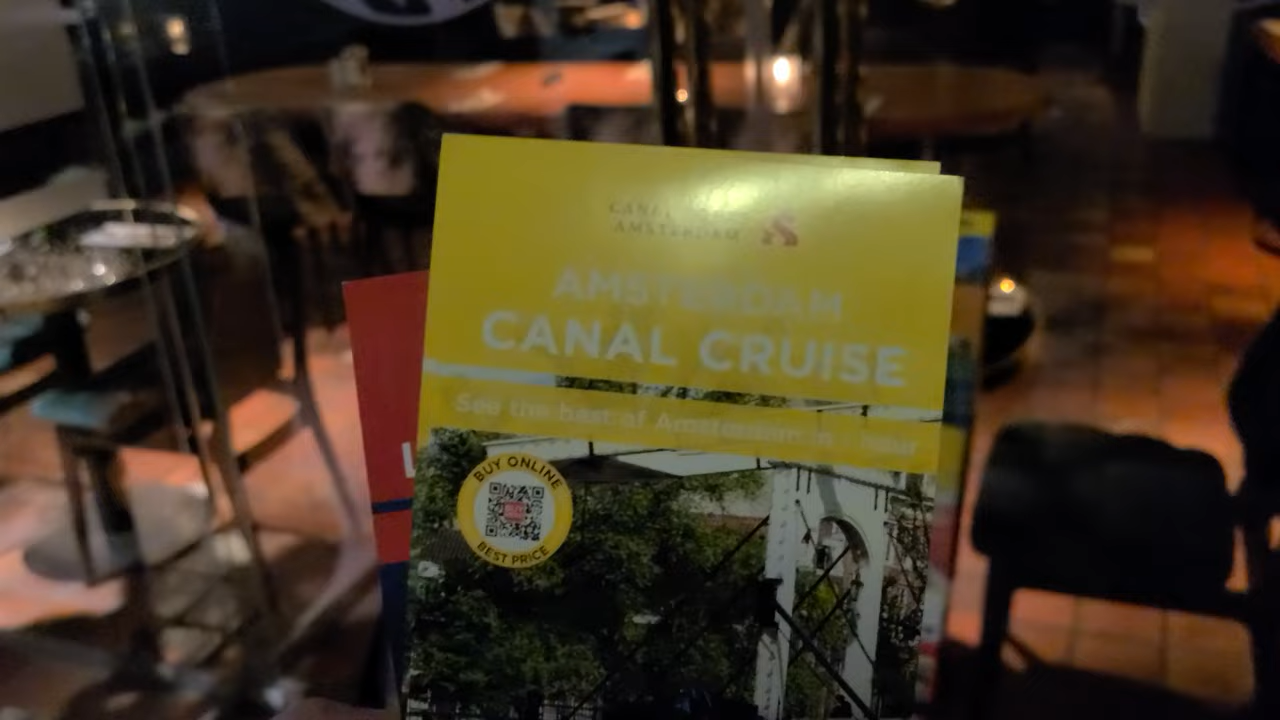 CANAL
AMSTERDAM
AMSTERDAM
CANAL CRUISE
See the best of Amsterdam in 1 hour
BUY ONLINE
BEST PRICE